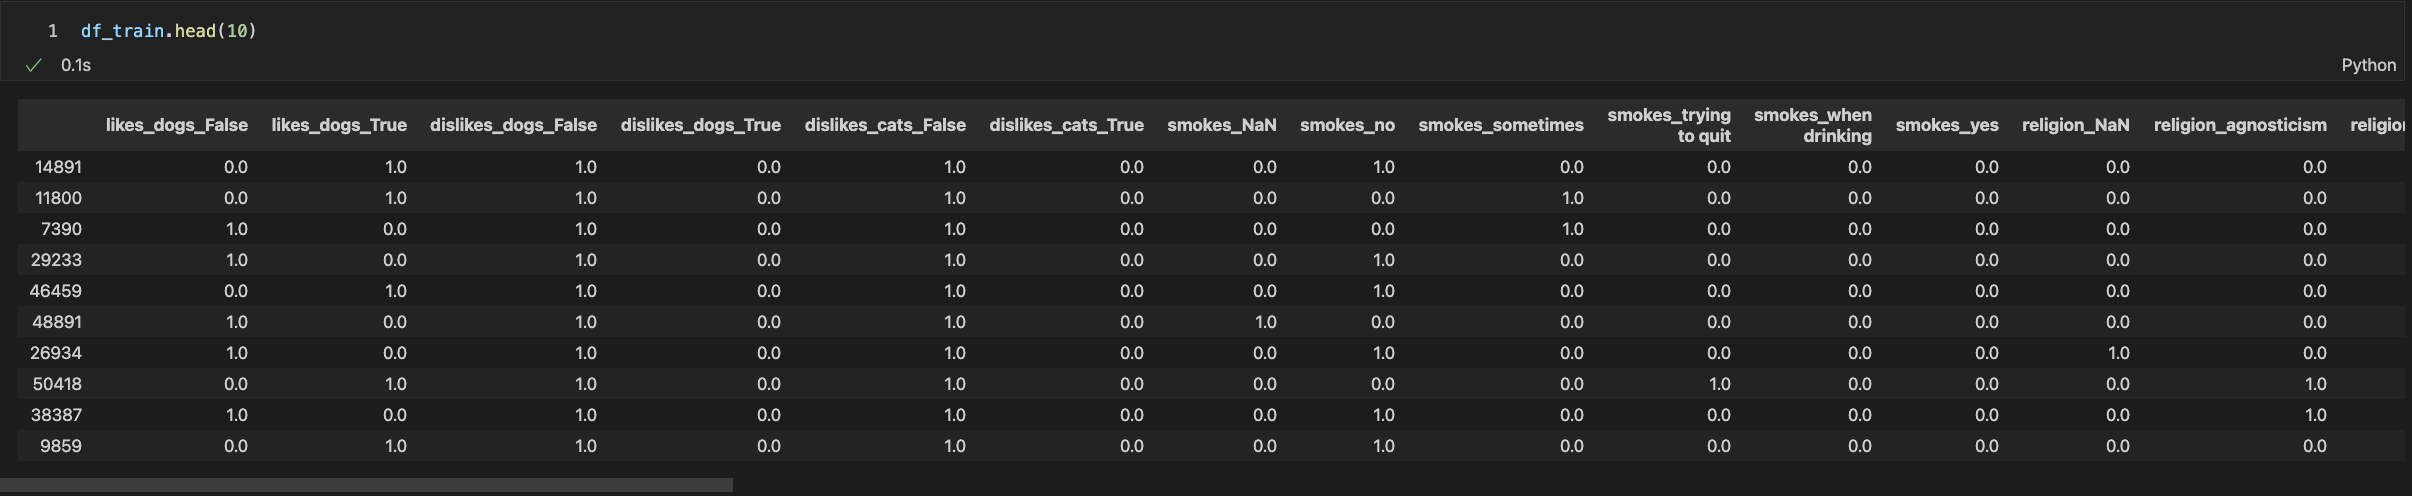 1 df_train.head(10)
0.1s
Python
likes_dogs_False likes_dogs_True dislikes_dogs_False dislikes_dogs_True dislikes_cats_False dislikes_cats_True smokes_NaN smokes_no smokes_sometimes smokes_trying to quit smokes_when drinking smokes_yes religion_NaN religion_agnosticism religio
14891 0.0 1.0 1.0 0.0 1.0 0.0 0.0 1.0 0.0 0.0 0.0 0.0 0.0 0.0
11800 0.0 1.0 1.0 0.0 1.0 0.0 0.0 0.0 1.0 0.0 0.0 0.0 0.0 0.0
7390 1.0 0.0 1.0 0.0 1.0 0.0 0.0 0.0 1.0 0.0 0.0 0.0 0.0 0.0
29233 1.0 0.0 1.0 0.0 1.0 0.0 0.0 1.0 0.0 0.0 0.0 0.0 0.0 0.0
46459 0.0 1.0 1.0 0.0 1.0 0.0 0.0 1.0 0.0 0.0 0.0 0.0 0.0 0.0
48891 1.0 0.0 1.0 0.0 1.0 0.0 1.0 0.0 0.0 0.0 0.0 0.0 0.0 0.0
26934 1.0 0.0 1.0 0.0 1.0 0.0 0.0 1.0 0.0 0.0 0.0 0.0 1.0 0.0
50418 0.0 1.0 1.0 0.0 1.0 0.0 0.0 0.0 0.0 1.0 0.0 0.0 0.0 1.0
38387 1.0 0.0 1.0 0.0 1.0 0.0 0.0 1.0 0.0 0.0 0.0 0.0 0.0 1.0
9859 0.0 1.0 1.0 0.0 1.0 0.0 0.0 1.0 0.0 0.0 0.0 0.0 0.0 0.0